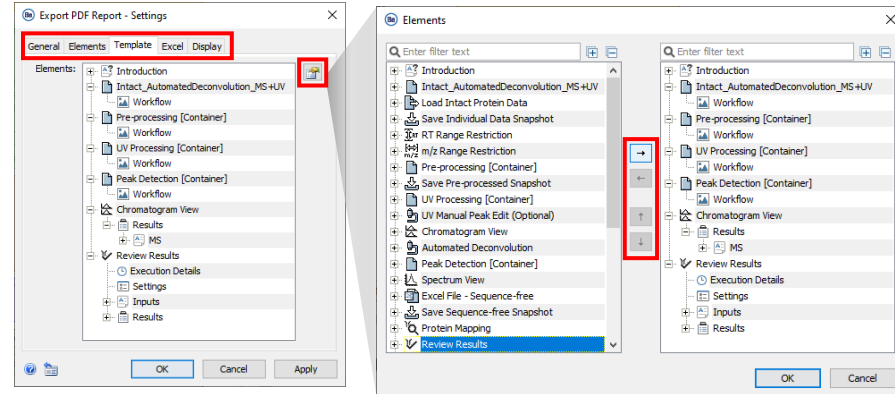 Export PDF Report - Settings
General Elements Template Excel Display
Elements:
Introduction
Intact_AutomatedDeconvolution_MS+UV
Workflow
Pre-processing [Container]
Workflow
UV Processing [Container]
Workflow
Peak Detection [Container]
Workflow
Chromatogram View
Results
MS
Review Results
Execution Details
Settings
Inputs
Results
OK Cancel Apply
Elements
Enter filter text
Introduction
Intact_AutomatedDeconvolution_MS+UV
Load Intact Protein Data
Save Individual Data Snapshot
RT Range Restriction
m/z Range Restriction
Pre-processing [Container]
Save Pre-processed Snapshot
UV Processing [Container]
UV Manual Peak Edit (Optional)
Chromatogram View
Automated Deconvolution
Peak Detection [Container]
Spectrum View
Excel File - Sequence-free
Save Sequence-free Snapshot
Protein Mapping
Review Results
Enter filter text
Introduction
Intact_AutomatedDeconvolution_MS+UV
Workflow
Pre-processing [Container]
Workflow
UV Processing [Container]
Workflow
Peak Detection [Container]
Workflow
Chromatogram View
Results
MS
Review Results
Execution Details
Settings
Inputs
Results
OK Cancel